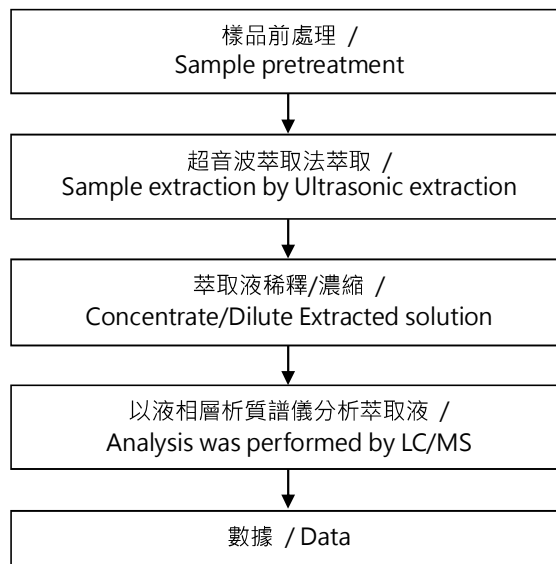 樣品前處理 /
Sample pretreatment
超音波萃取法萃取 /
Sample extraction by Ultrasonic extraction
萃取液稀釋/濃縮 /
Concentrate/Dilute Extracted solution
以液相層析質譜儀分析萃取液 /
Analysis was performed by LC/MS
數據 / Data